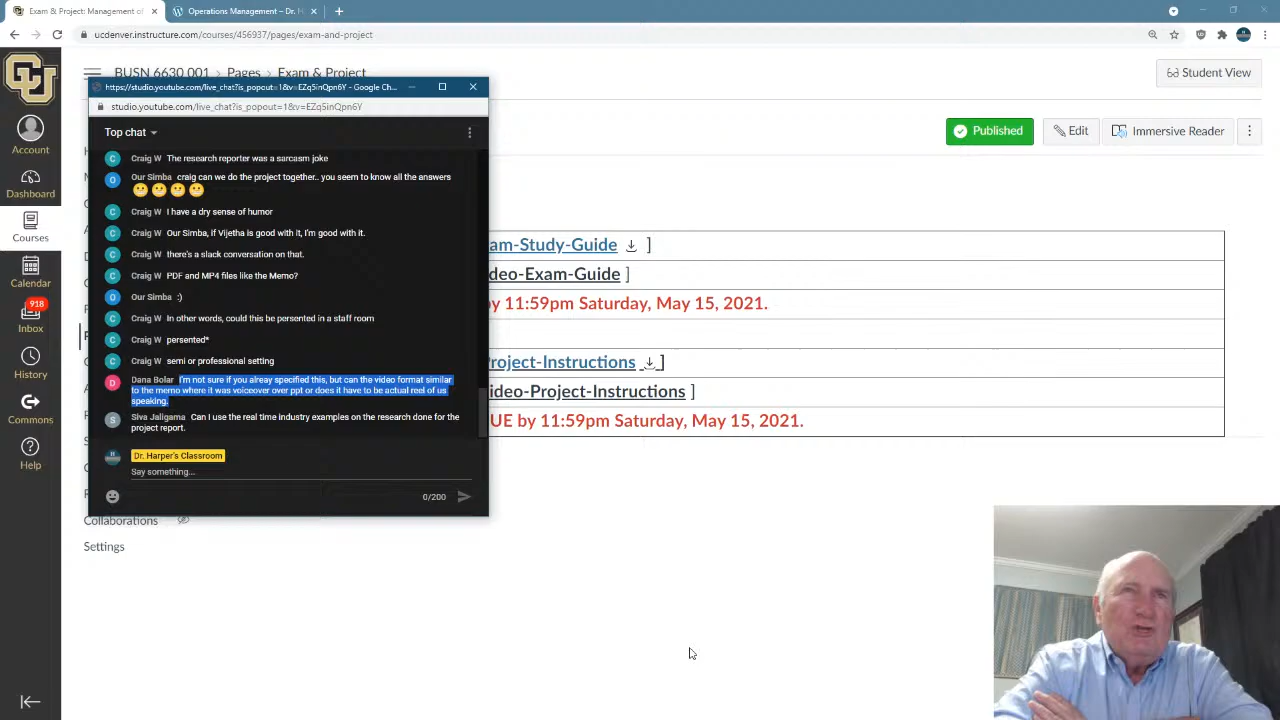 Exam & Project: Management of
Operations Management – Dr. H
ucdenver.instructure.com/courses/456937/pages/exam-and-project
BUSN 6630 001 > Pages > Exam & Project
Student View
Published
Edit
Immersive Reader
CU
Account
Dashboard
Courses
Calendar
918
Inbox
History
Commons
Help
https://studio.youtube.com/live_chat?is_popout=1&v=EZq5inQpn6Y - Google Ch...
studio.youtube.com/live_chat?is_popout=1&v=EZq5inQpn6Y
Top chat
C Craig W The research reporter was a sarcasm joke
O Our Simba craig can we do the project together.. you seem to know all the answers
C Craig W I have a dry sense of humor
C Craig W Our Simba, if Vijetha is good with it, I'm good with it.
C Craig W there's a slack conversation on that.
C Craig W PDF and MP4 files like the Memo?
O Our Simba :)
C Craig W In other words, could this be persented in a staff room
C Craig W persented*
C Craig W semi or professional setting
D Dana Bolar I'm not sure if you alreay specified this, but can the video format similar
to the memo where it was voiceover over ppt or does it have to be actual reel of us
speaking.
S Siva Jaligama Can I use the real time industry examples on the research done for the
project report.
Dr. Harper's Classroom
Say something...
0/200
am-Study-Guide ]
deo-Exam-Guide ]
by 11:59pm Saturday, May 15, 2021.
Project-Instructions ]
ideo-Project-Instructions ]
UE by 11:59pm Saturday, May 15, 2021.
Collaborations
Settings